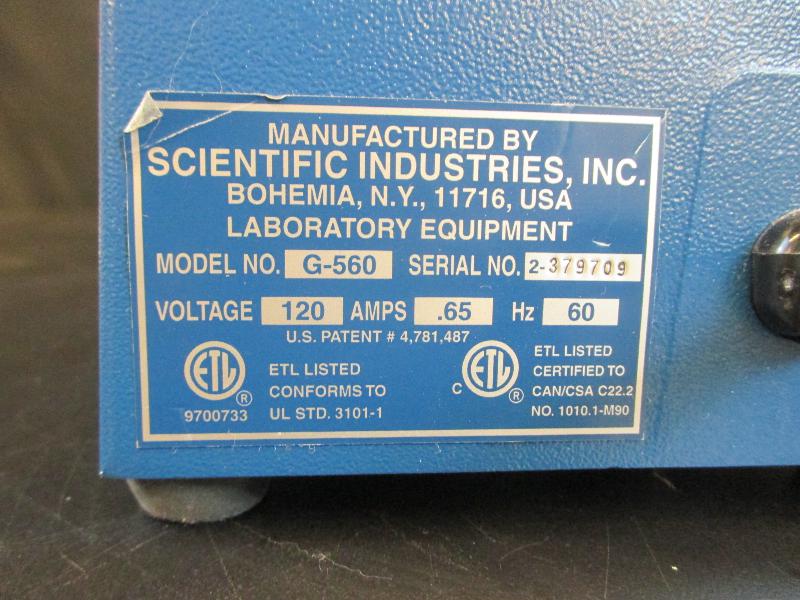 MANUFACTURED BY
SCIENTIFIC INDUSTRIES, INC.
BOHEMIA, N.Y., 11716, USA
LABORATORY EQUIPMENT
MODEL NO. G-560 SERIAL NO. 2-379709
VOLTAGE 120 AMPS .65 Hz 60
U.S. PATENT # 4,781,487
ETL ®
9700733
ETL LISTED
CONFORMS TO
UL STD. 3101-1
C ETL ®
ETL LISTED
CERTIFIED TO
CAN/CSA C22.2
NO. 1010.1-M90